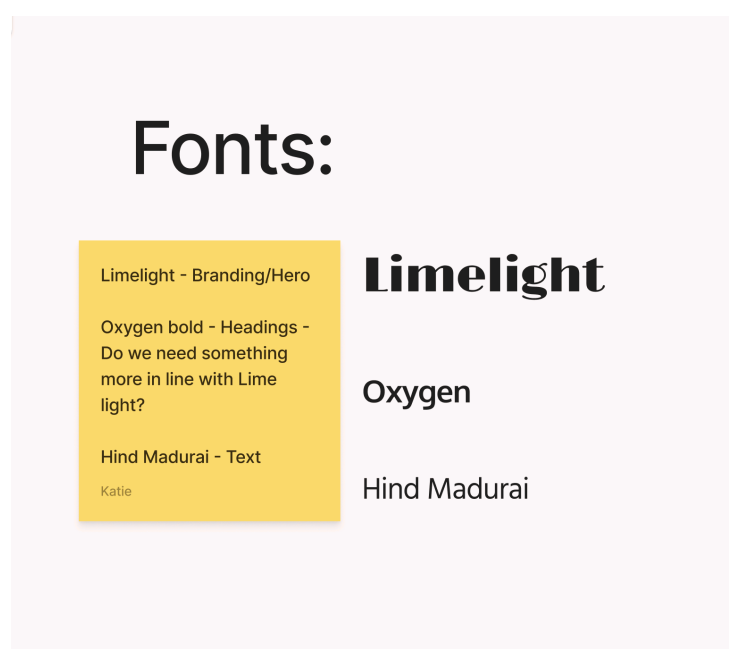 Fonts:
Limelight - Branding/Hero
Oxygen bold - Headings -
Do we need something
more in line with Lime
light?
Hind Madurai - Text
Katie
Limelight
Oxygen
Hind Madurai